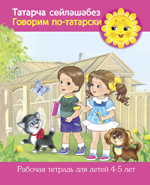 Татарча сөйләшәбез
Говорим по-татарски
Рабочая тетрадь для детей 4-5 лет